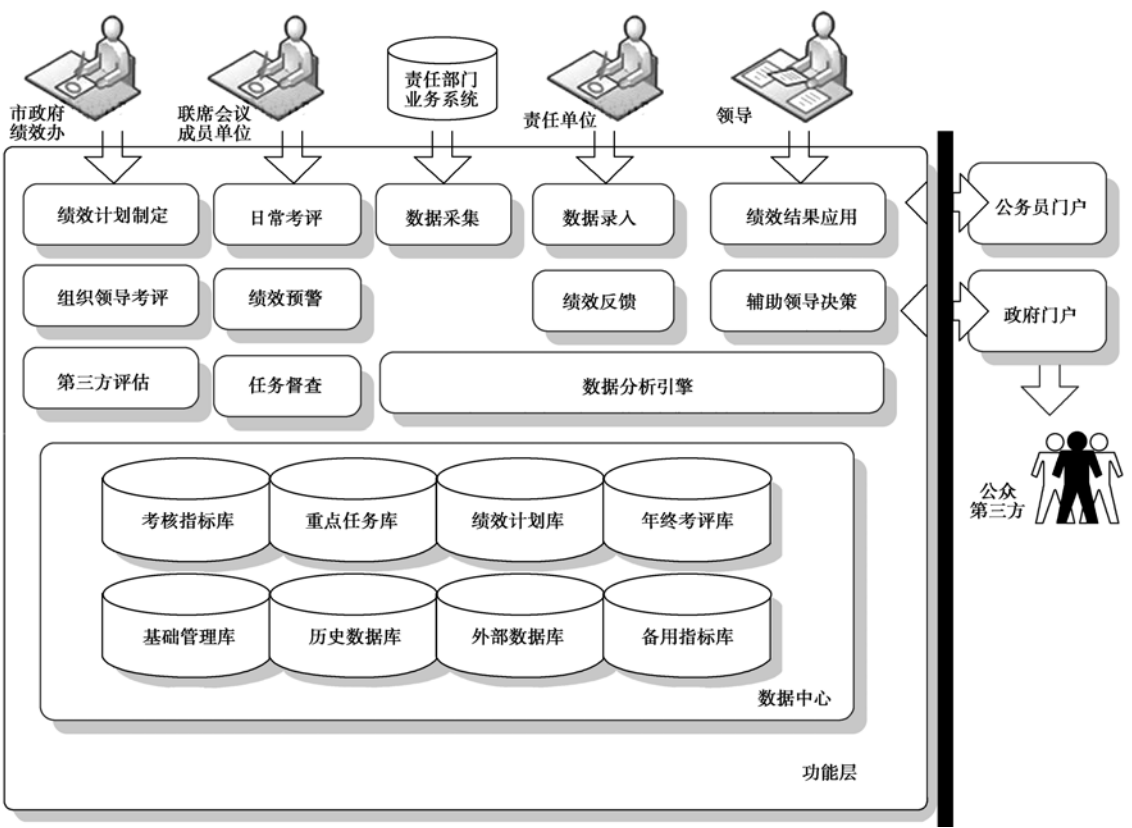 市政府
绩效办
联席会议
成员单位
责任部门
业务系统
责任单位
领导
绩效计划制定
日常考评
数据采集
数据录入
绩效结果应用
公务员门户
组织领导考评
绩效预警
绩效反馈
辅助领导决策
政府门户
第三方评估
任务督查
数据分析引擎
考核指标库
重点任务库
绩效计划库
年终考评库
公众
第三方
基础管理库
历史数据库
外部数据库
备用指标库
数据中心
功能层